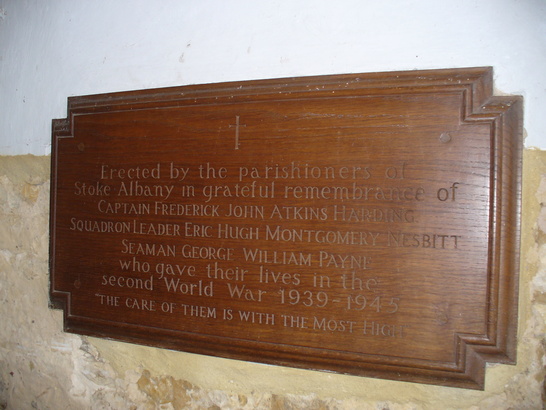 Erected by the parishioners of
Stoke Albany in grateful remembrance of
CAPTAIN FREDERICK JOHN ATKINS HARDING
SQUADRON LEADER ERIC HUGH MONTGOMERY NESBITT
SEAMAN GEORGE WILLIAM PAYNE
who gave their lives in the
second World War 1939-1945
"THE CARE OF THEM IS WITH THE MOST HIGH"